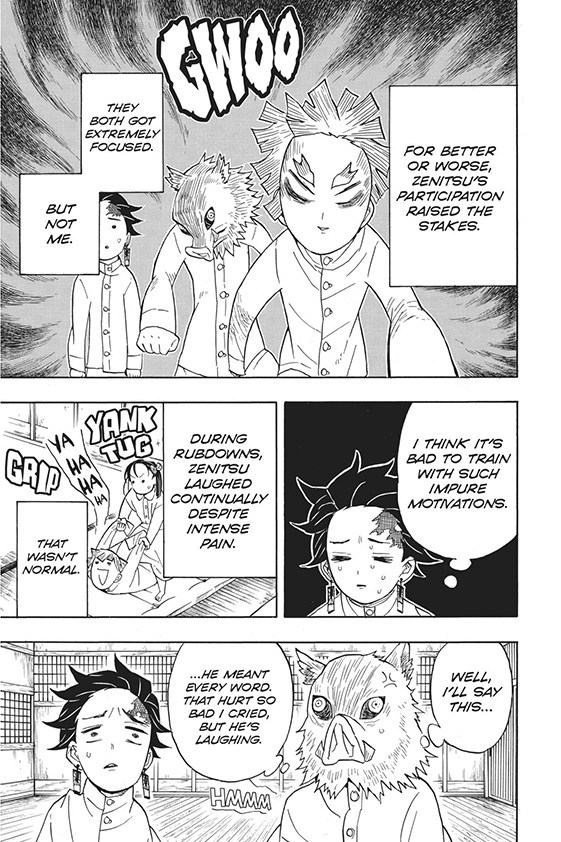 GWOO
FOR BETTER
OR WORSE,
ZENITSU'S
PARTICIPATION
RAISED THE
STAKES.
THEY
BOTH GOT
EXTREMELY
FOCUSED.
BUT
NOT
ME.
I THINK IT'S
BAD TO TRAIN
WITH SUCH
IMPURE
MOTIVATIONS.
DURING
RUBDOWNS,
ZENITSU
LAUGHED
CONTINUALLY
DESPITE
INTENSE
PAIN.
YANK
TUG
YA
HA
HA
HA
GRIP
THAT
WASN'T
NORMAL.
WELL,
I'LL SAY
THIS...
...HE MEANT
EVERY WORD.
THAT HURT SO
BAD I CRIED,
BUT HE'S
LAUGHING.
HMMM